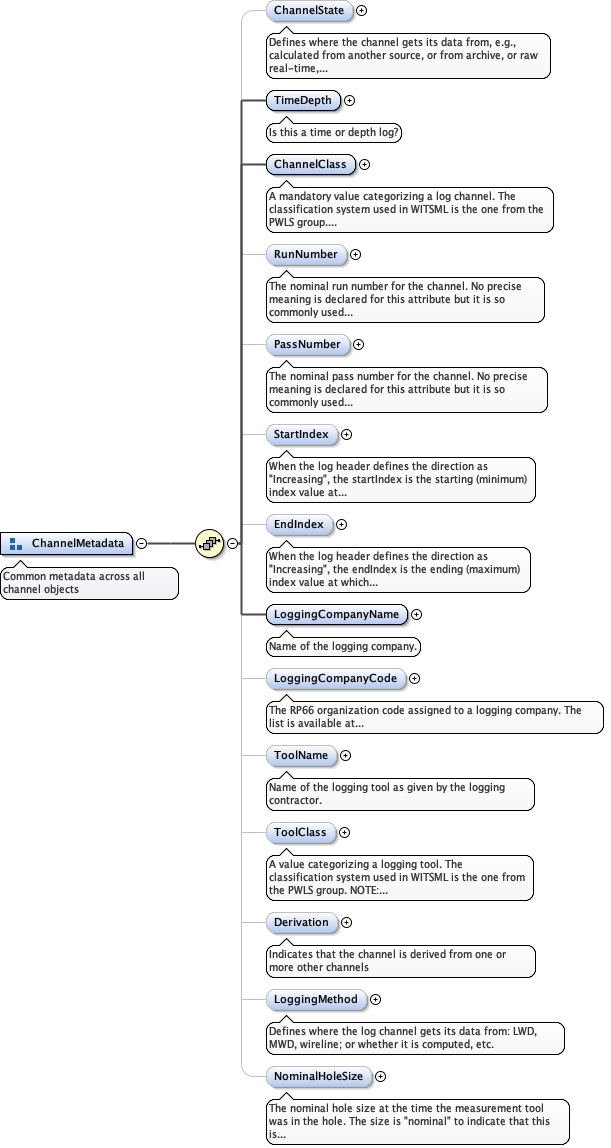 ChannelState
Defines where the channel gets its data from, e.g.,
calculated from another source, or from archive, or raw
real-time,...
TimeDepth
Is this a time or depth log?
ChannelClass
A mandatory value categorizing a log channel. The
classification system used in WITSML is the one from the
PWLS group....
RunNumber
The nominal run number for the channel. No precise
meaning is declared for this attribute but it is so
commonly used...
PassNumber
The nominal pass number for the channel. No precise
meaning is declared for this attribute but it is so
commonly used...
StartIndex
When the log header defines the direction as
"Increasing", the startIndex is the starting (minimum)
index value at...
EndIndex
When the log header defines the direction as
"Increasing", the endIndex is the ending (maximum)
index value at which...
ChannelMetadata
Common metadata across all
channel objects
LoggingCompanyName
Name of the logging company.
LoggingCompanyCode
The RP66 organization code assigned to a logging company. The
list is available at...
ToolName
Name of the logging tool as given by the logging
contractor.
ToolClass
A value categorizing a logging tool. The
classification system used in WITSML is the one from
the PWLS group. NOTE:...
Derivation
Indicates that the channel is derived from one or
more other channels
LoggingMethod
Defines where the log channel gets its data from: LWD,
MWD, wireline; or whether it is computed, etc.
NominalHoleSize
The nominal hole size at the time the measurement tool
was in the hole. The size is "nominal" to indicate that this
is...